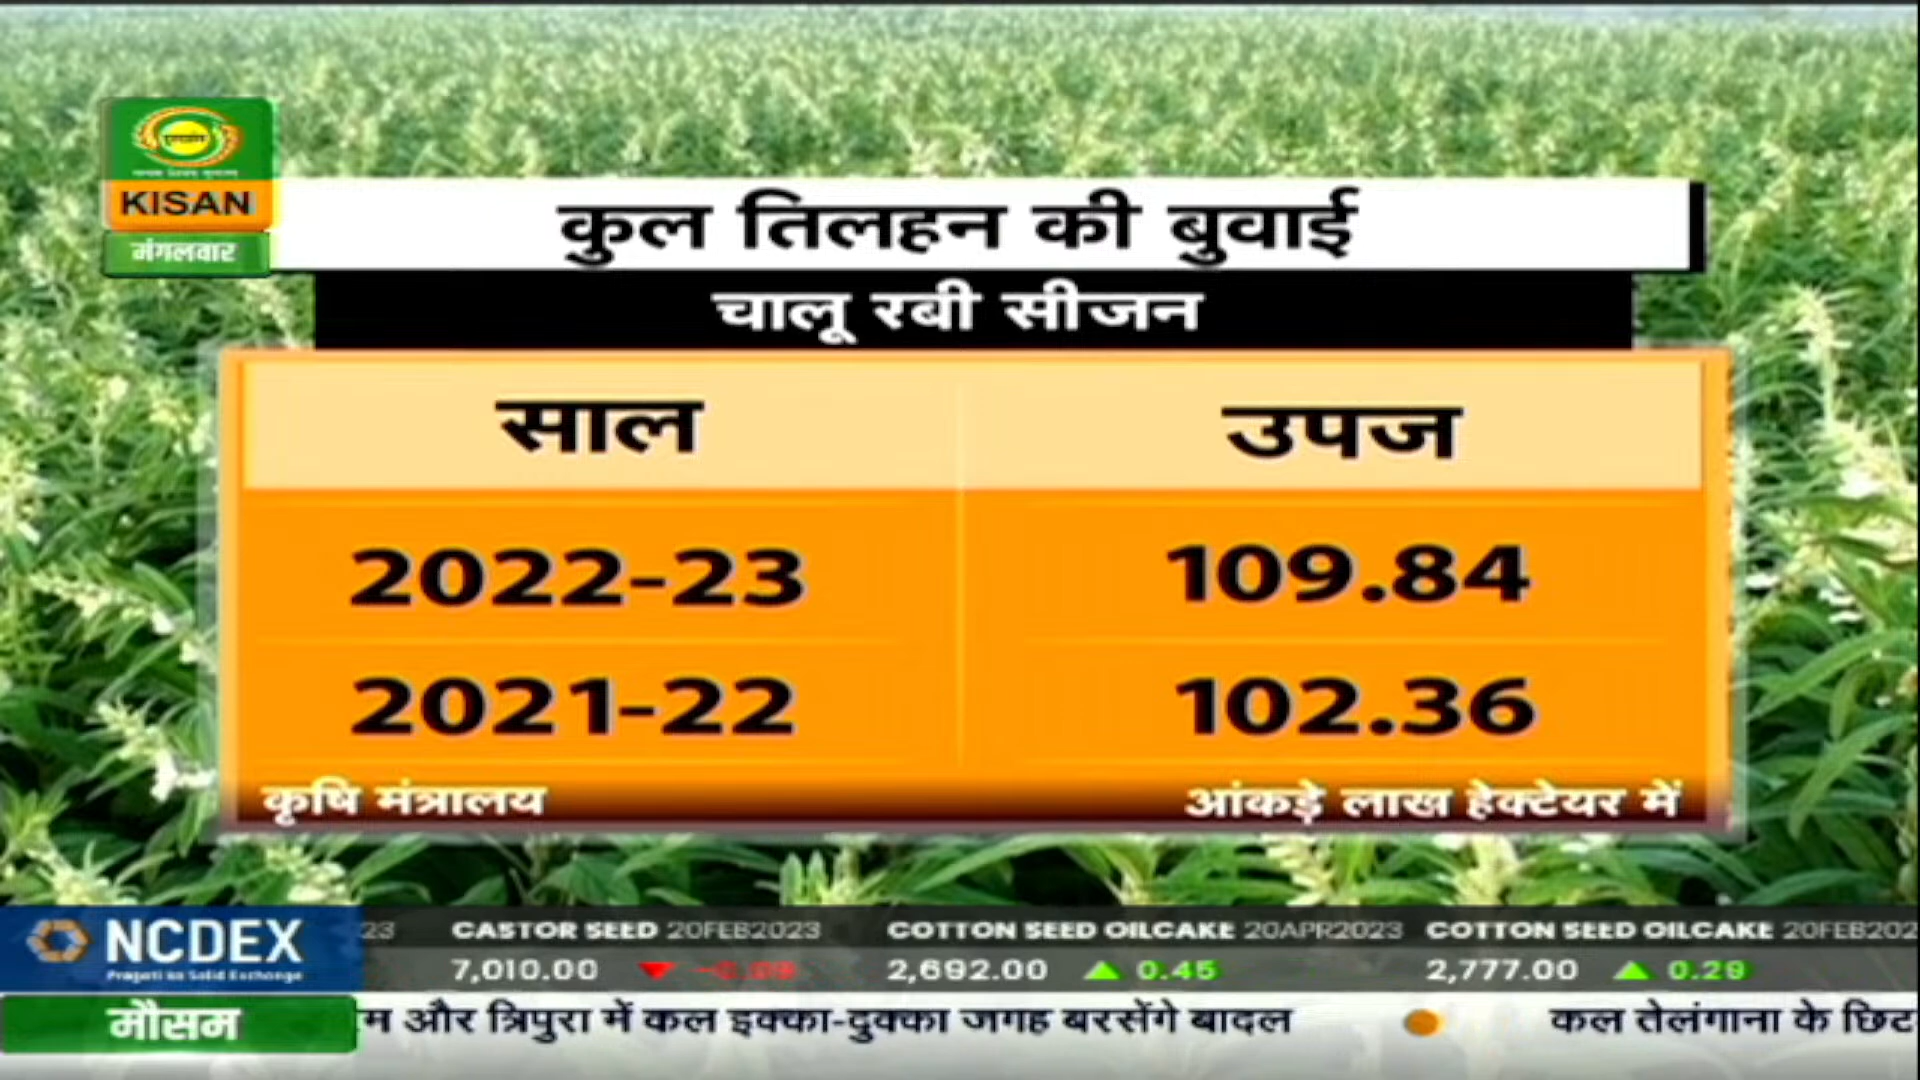 KISAN
मंगलवार
कुल तिलहन की बुवाई
चालू रबी सीजन
साल उपज
2022-23 109.84
2021-22 102.36
कृषि मंत्रालय आंकड़े लाख हेक्टेयर में
NCDEX
23 CASTOR SEED 20FEB2023 COTTON SEED OILCAKE 20APR2023 COTTON SEED OILCAKE 20FEB202
7,010.00 ▼ 2,692.00 ▲ 0.45 2,777.00 ▲ 0.29
मौसम
और त्रिपुरा में कल इक्का-दुक्का जगह बरसेंगे बादल कल तेलंगाना के छिट